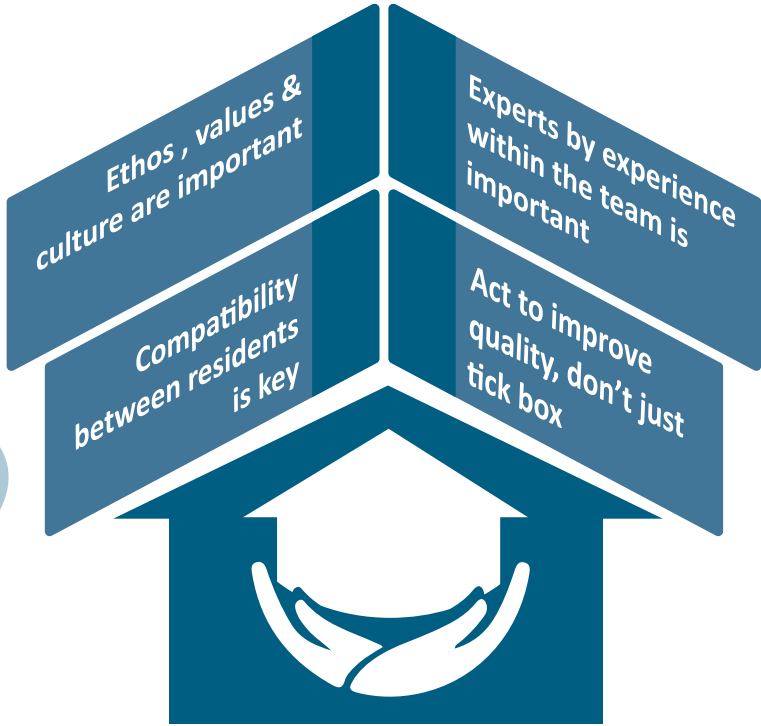 Ethos , values &
culture are important
Experts by experience
within the team is
important
Compatibility
between residents
is key
Act to improve
quality, don’t just
tick box